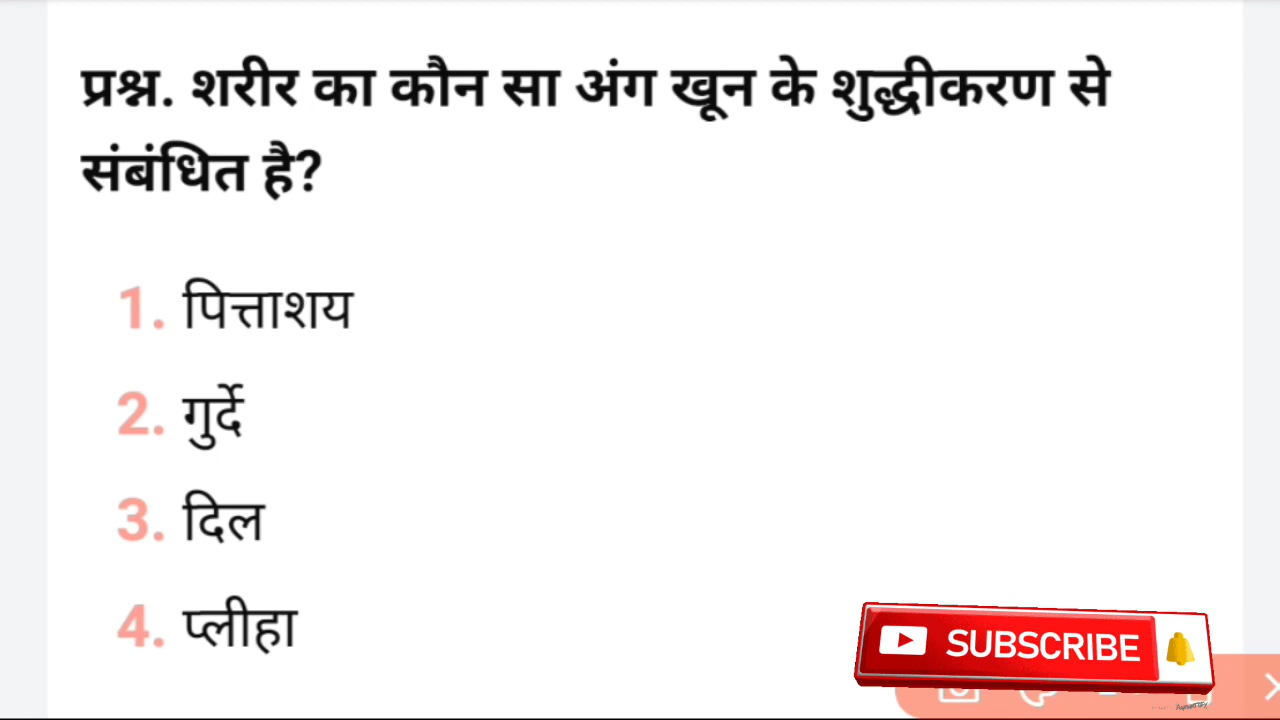 प्रश्न. शरीर का कौन सा अंग खून के शुद्धीकरण से
संबंधित है?
1. पित्ताशय
2. गुर्दे
3. दिल
4. प्लीहा
SUBSCRIBE